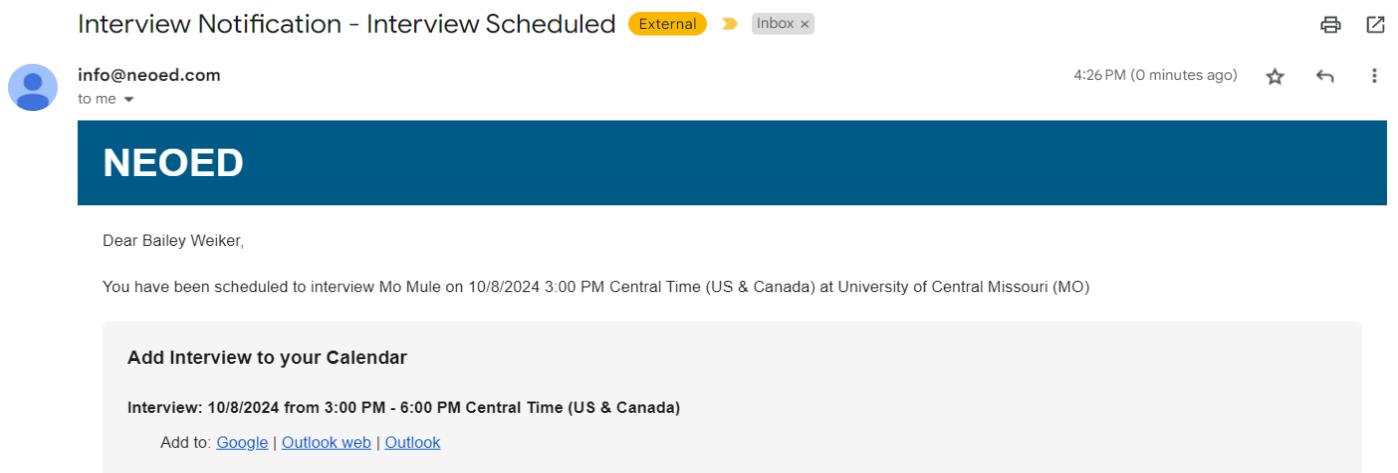 Interview Notification - Interview Scheduled External Inbox ×
info@neoed.com 4:26 PM (0 minutes ago)
to me
NEOED
Dear Bailey Weiker,
You have been scheduled to interview Mo Mule on 10/8/2024 3:00 PM Central Time (US & Canada) at University of Central Missouri (MO)
Add Interview to your Calendar
Interview: 10/8/2024 from 3:00 PM - 6:00 PM Central Time (US & Canada)
Add to: Google | Outlook web | Outlook